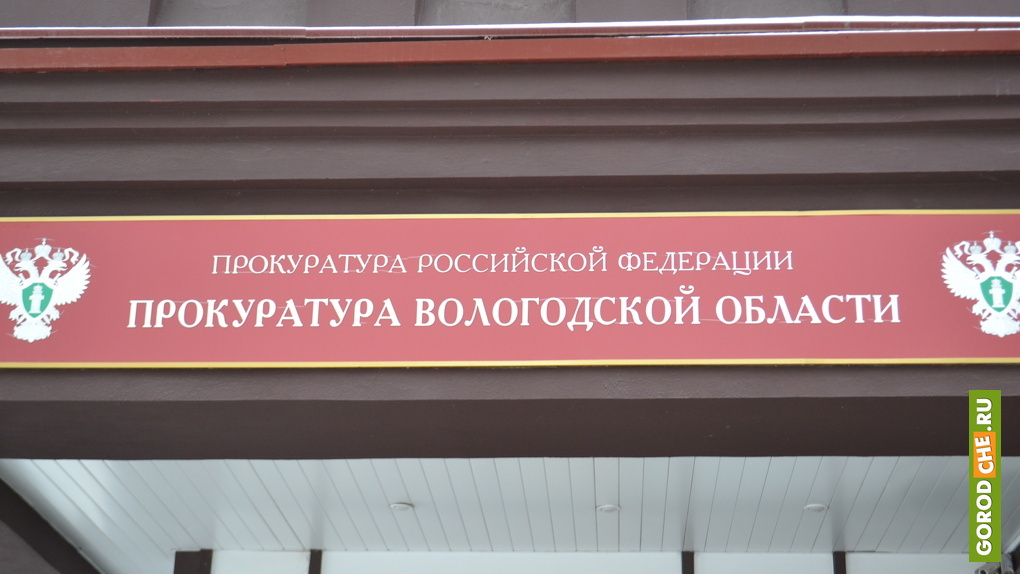 ПРОКУРАТУРА РОССИЙСКОЙ ФЕДЕРАЦИИ
ПРОКУРАТУРА ВОЛОГОДСКОЙ ОБЛАСТИ
GORODCHE.RU